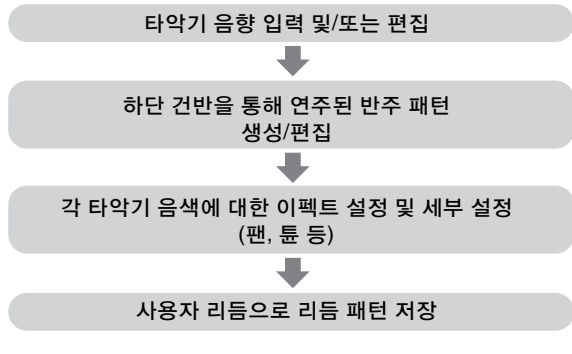 타악기 음향 입력 및/또는 편집
하단 건반을 통해 연주된 반주 패턴
생성/편집
각 타악기 음색에 대한 이펙트 설정 및 세부 설정
(팬, 튠 등)
사용자 리듬으로 리듬 패턴 저장